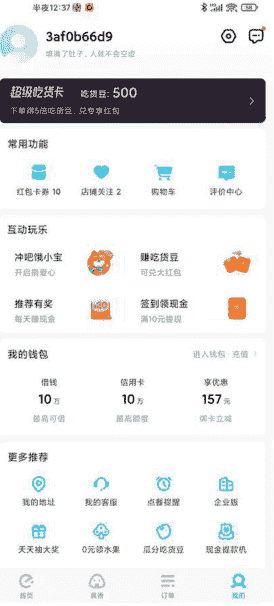 半夜12:37
58
3af0b66d9
填满了肚子，人就不会空虚
超级吃货卡 吃货豆: 500
下单得5倍吃货豆，兑专享红包
常用功能
红包卡券 10 店铺关注 2 购物车 评价中心
互动玩乐
冲吧饿小宝 赚吃货豆
开启搞爱心 可兑大红包
推荐有奖 签到领现金
每天赚现金 满10元提现
我的钱包 进入钱包·充值
借钱 信用卡 享优惠
10万 10万 157元
最高可借 最高额度 绑卡立减
更多推荐
我的地址 我的客服 点餐提醒 企业版
天天抽大奖 0元领水果 瓜分吃货豆 现金提款机
首页 真香 订单 我的